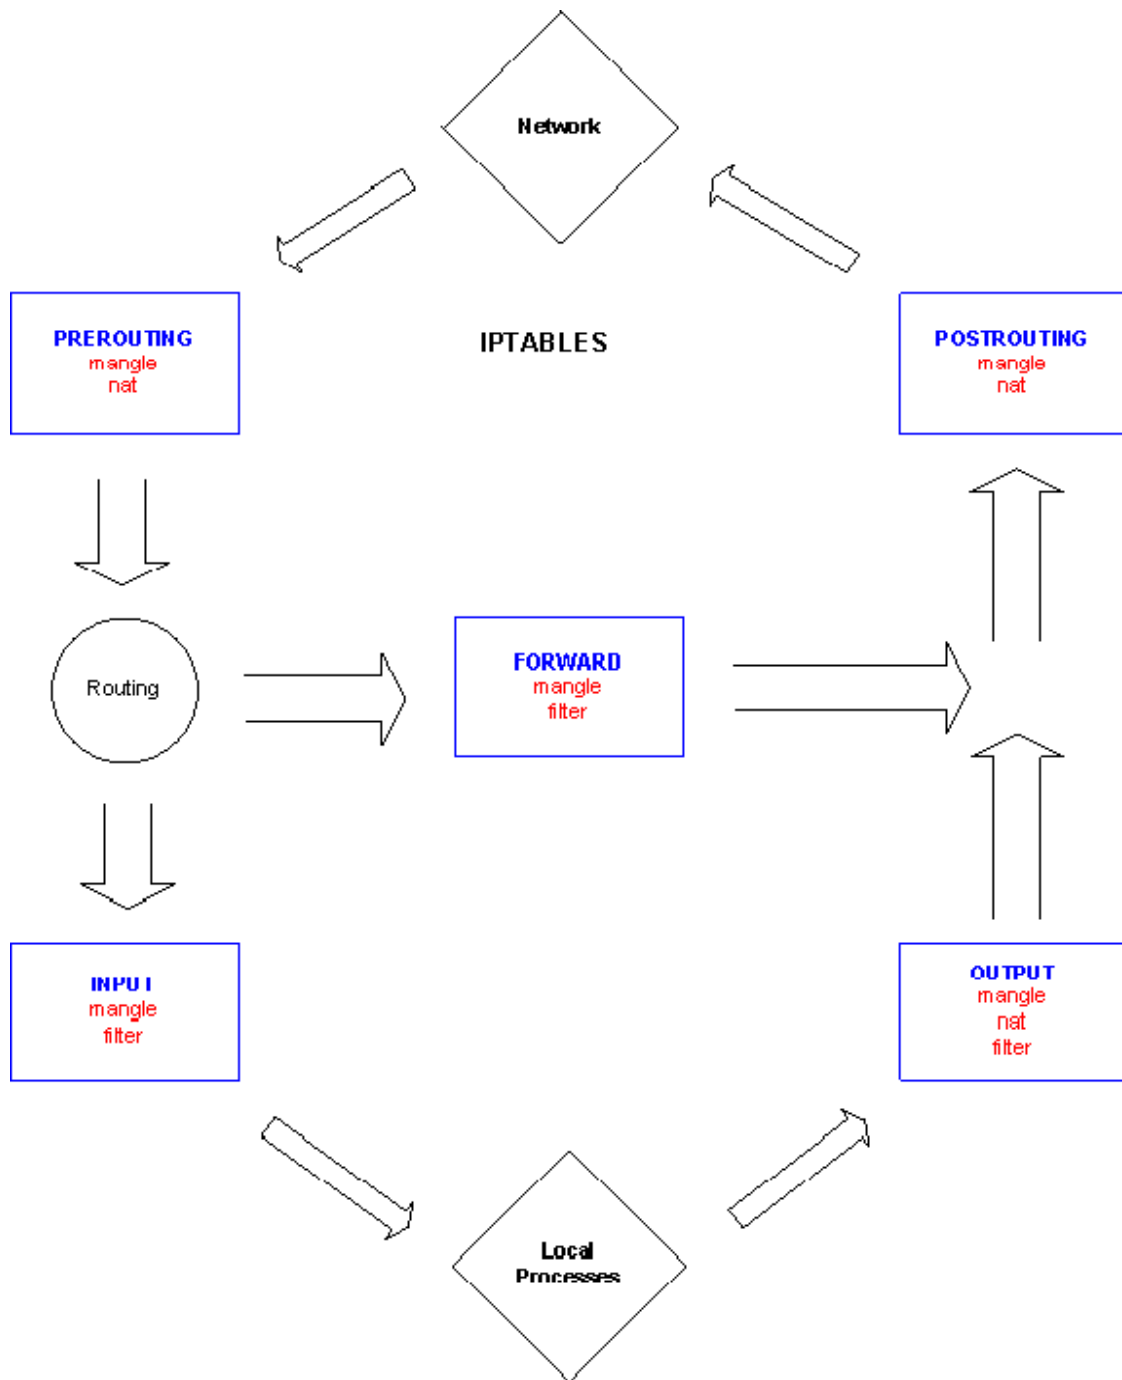 Network
IPTABLES
PREROUTING
mangle
nat
POSTROUTING
mangle
nat
Routing
FORWARD
mangle
filter
INPUT
mangle
filter
OUTPUT
mangle
nat
filter
Local
Processes